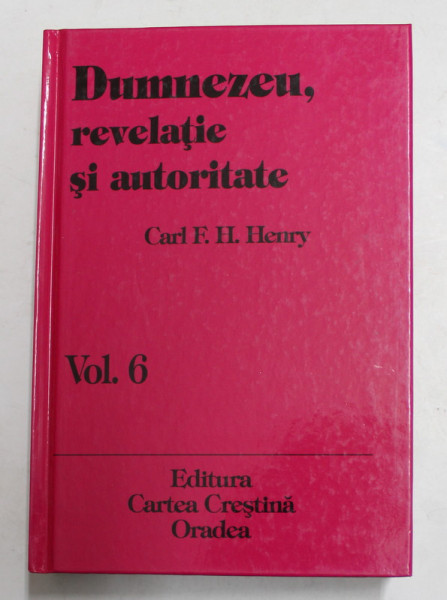 Dumnezeu,
revelaţie
şi autoritate
Carl F. H. Henry
Vol. 6
Editura
Cartea Creştină
Oradea